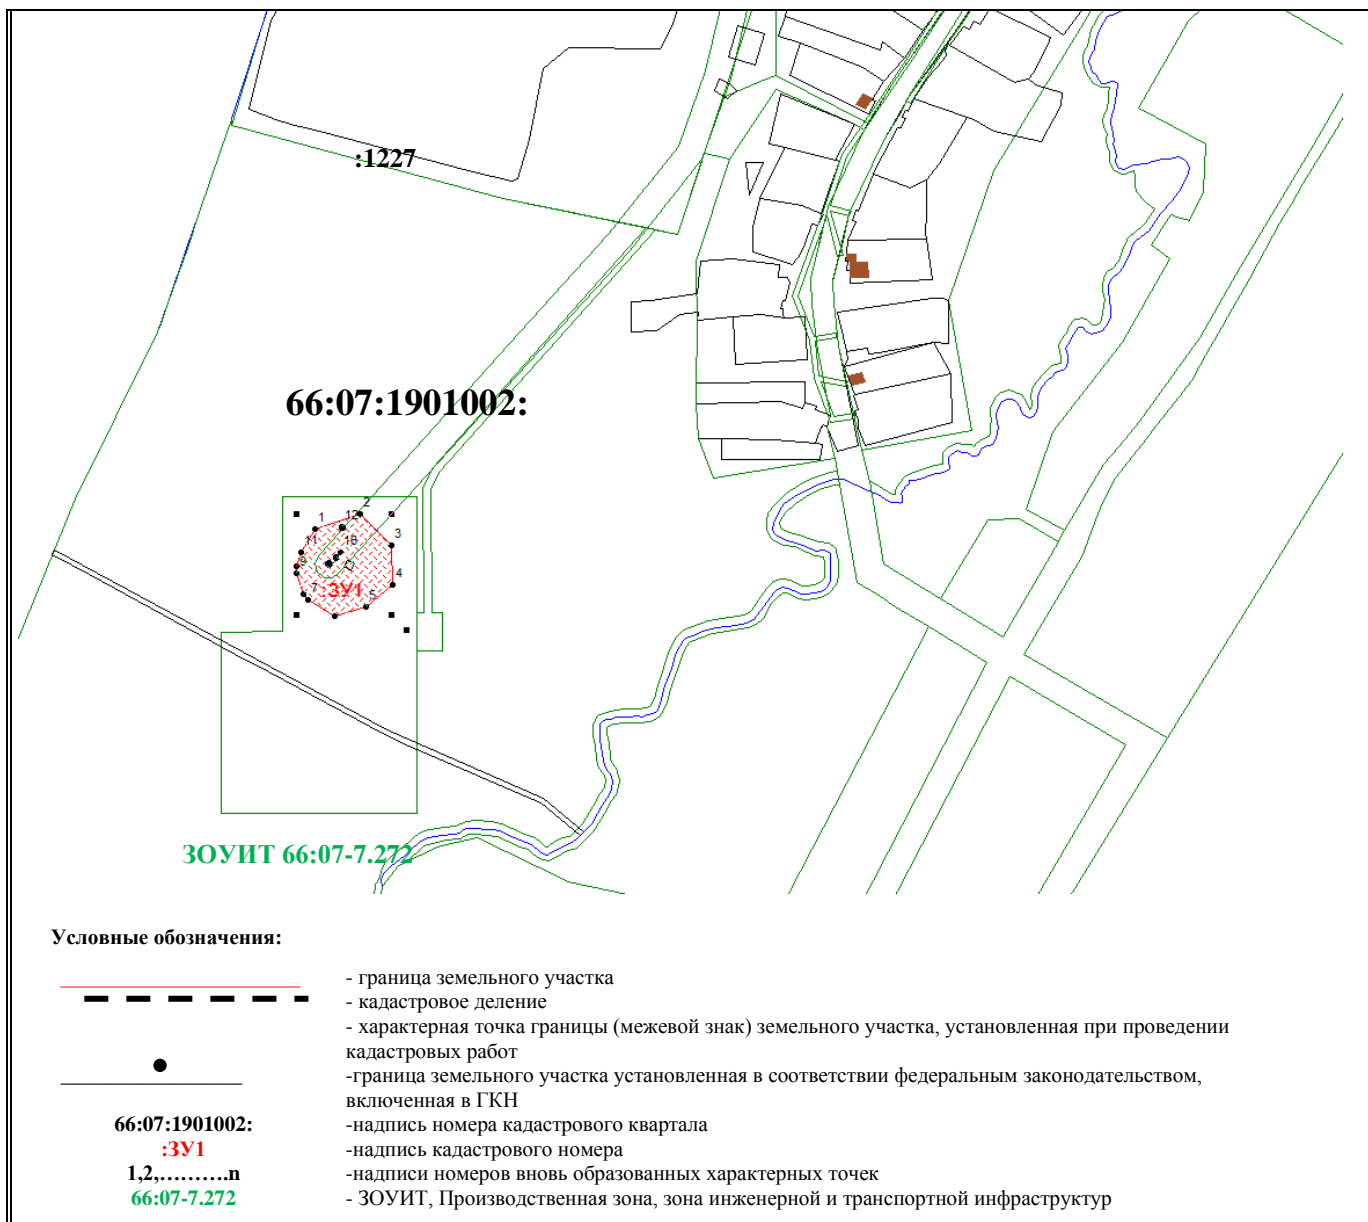 :1227
66:07:1901002:
2
1
12
3
11
18
9
4
:ЗУ1
7
5
ЗОУИТ 66:07-7.272
Условные обозначения:
- граница земельного участка
- кадастровое деление
- характерная точка границы (межевой знак) земельного участка, установленная при проведении
кадастровых работ
-граница земельного участка установленная в соответствии федеральным законодательством,
включенная в ГКН
66:07:1901002: -надпись номера кадастрового квартала
:ЗУ1 -надпись кадастрового номера
1,2,……….n -надписи номеров вновь образованных характерных точек
66:07-7.272 - ЗОУИТ, Производственная зона, зона инженерной и транспортной инфраструктур